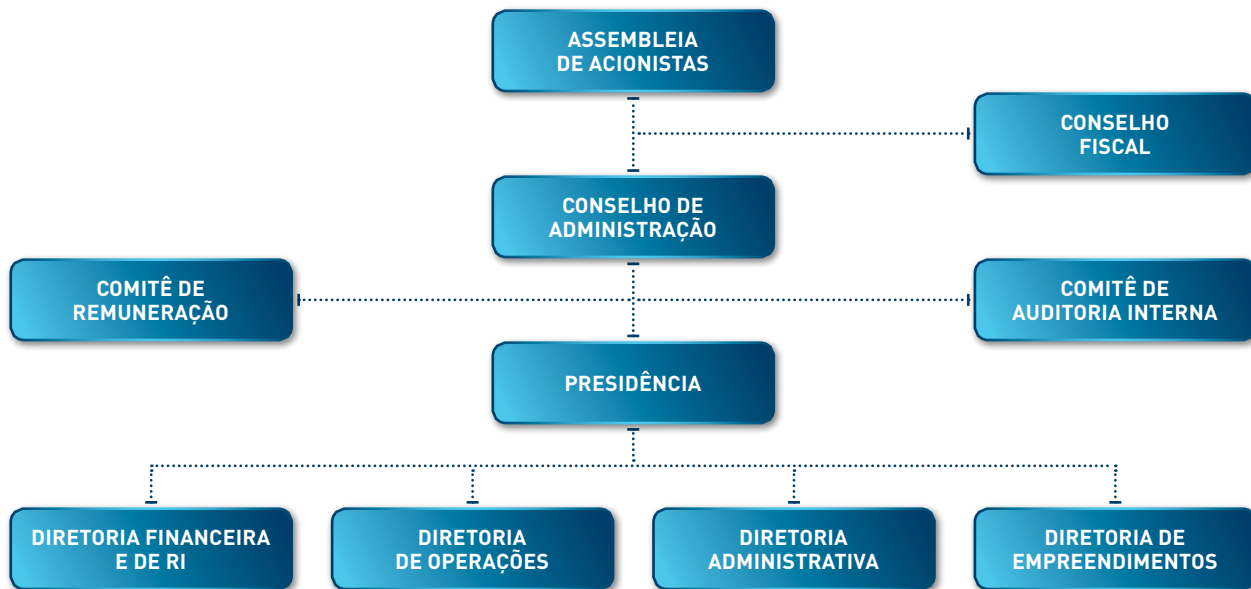 ASSEMBLEIA
DE ACIONISTAS
CONSELHO
FISCAL
CONSELHO DE
ADMINISTRAÇÃO
COMITÊ DE
REMUNERAÇÃO
COMITÊ DE
AUDITORIA INTERNA
PRESIDÊNCIA
DIRETORIA FINANCEIRA
E DE RI
DIRETORIA
DE OPERAÇÕES
DIRETORIA
ADMINISTRATIVA
DIRETORIA DE
EMPREENDIMENTOS